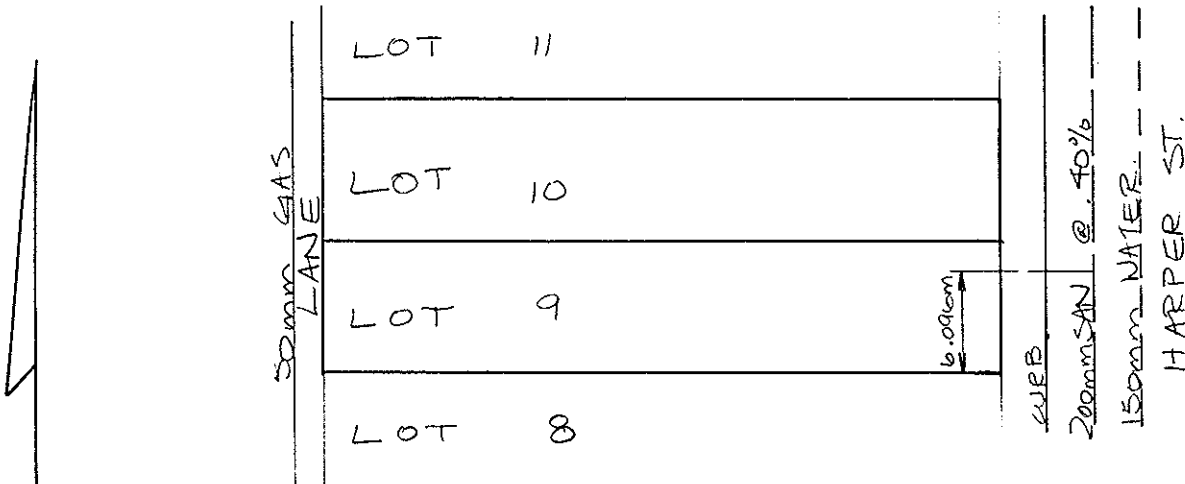 LOT 11
LOT 10
LOT 9
LOT 8
50mm GAS
LANE
6.096m
CURB
200mm SAN @ .40%
150mm WATER
HARPER ST.